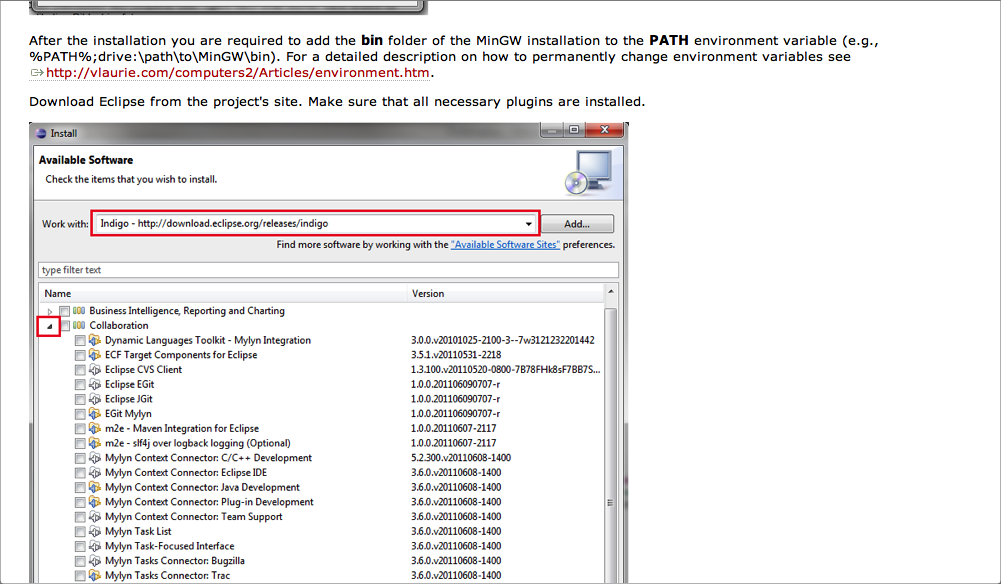 After the installation you are required to add the bin folder of the MinGW installation to the PATH environment variable (e.g.,
%PATH%;drive:\path\to\MinGW\bin). For a detailed description on how to permanently change environment variables see
http://vlaurie.com/computers2/Articles/environment.htm.
Download Eclipse from the project's site. Make sure that all necessary plugins are installed.
Install
Available Software
Check the items that you wish to install.
Work with: Indigo - http://download.eclipse.org/releases/indigo Add...
Find more software by working with the "Available Software Sites" preferences.
type filter text
Name Version
Business Intelligence, Reporting and Charting
Collaboration
Dynamic Languages Toolkit - Mylyn Integration 3.0.0.v20101025-2100-3--7w3121232201442
ECF Target Components for Eclipse 3.5.1.v20110531-2218
Eclipse CVS Client 1.3.100.v20110520-0800-7B78FHk8sF7BB7S...
Eclipse EGit 1.0.0.201106090707-r
Eclipse JGit 1.0.0.201106090707-r
EGit Mylyn 1.0.0.201106090707-r
m2e - Maven Integration for Eclipse 1.0.0.20110607-2117
m2e - slf4j over logback logging (Optional) 1.0.0.20110607-2117
Mylyn Context Connector: C/C++ Development 5.2.300.v20110608-1400
Mylyn Context Connector: Eclipse IDE 3.6.0.v20110608-1400
Mylyn Context Connector: Java Development 3.6.0.v20110608-1400
Mylyn Context Connector: Plug-in Development 3.6.0.v20110608-1400
Mylyn Context Connector: Team Support 3.6.0.v20110608-1400
Mylyn Task List 3.6.0.v20110608-1400
Mylyn Task-Focused Interface 3.6.0.v20110608-1400
Mylyn Tasks Connector: Bugzilla 3.6.0.v20110608-1400
Mylyn Tasks Connector: Trac 3.6.0.v20110608-1400